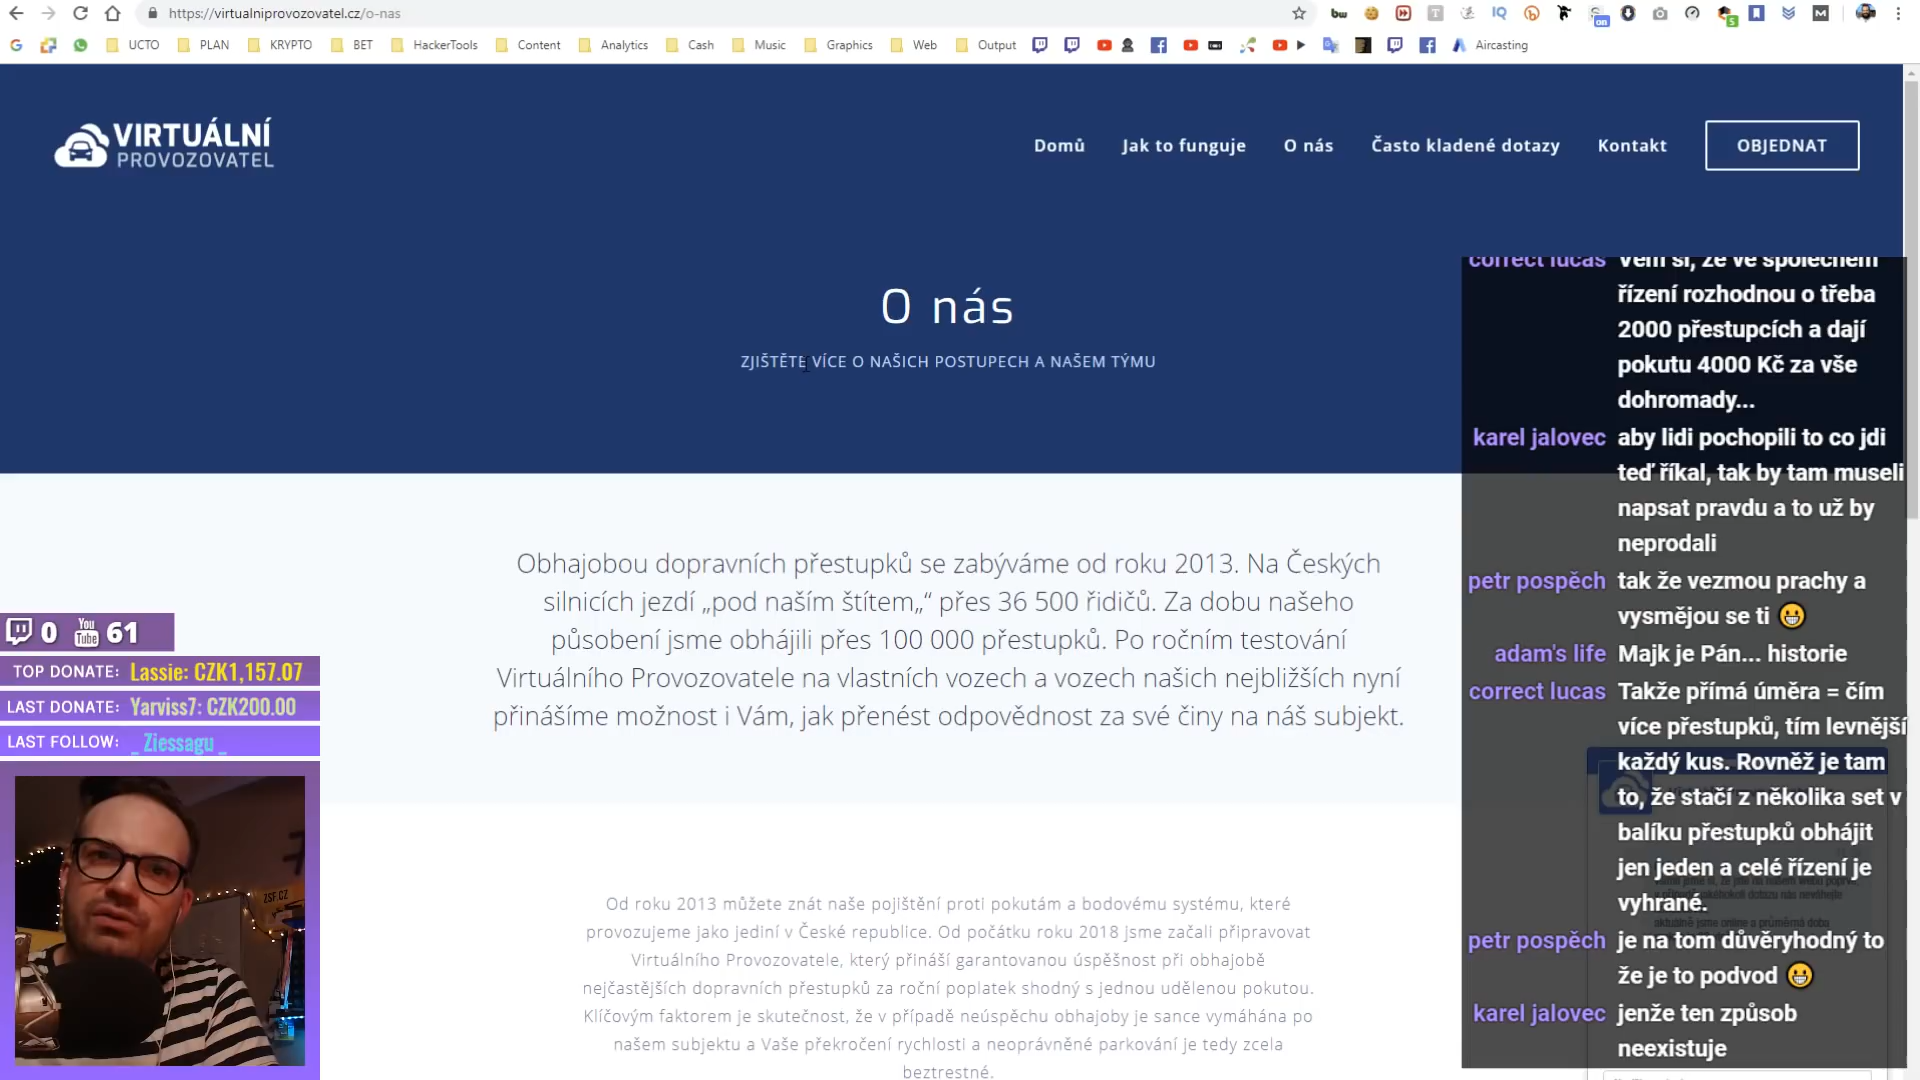 https://virtualniprovozovatel.cz/o-nas
UCTO PLAN KRYPTO BET HackerTools Content Analytics Cash Music Graphics Web Output Aircasting
VIRTUÁLNÍ
PROVOZOVATEL
Domů Jak to funguje O nás Často kladené dotazy Kontakt OBJEDNAT
O nás
ZJIŠTĚTE VÍCE O NAŠICH POSTUPECH A NAŠEM TÝMU
Obhajobou dopravních přestupků se zabýváme od roku 2013. Na Českých
silnicích jezdí „pod naším štítem„“ přes 36 500 řidičů. Za dobu našeho
působení jsme obhájili přes 100 000 přestupků. Po ročním testování
Virtuálního Provozovatele na vlastních vozech a vozech našich nejbližších nyní
přinášíme možnost i Vám, jak přenést odpovědnost za své činy na náš subjekt.
Od roku 2013 můžete znát naše pojištění proti pokutám a bodovému systému, které
provozujeme jako jediní v České republice. Od počátku roku 2018 jsme začali připravovat
Virtuálního Provozovatele, který přináší garantovanou úspěšnost při obhajobě
nejčastějších dopravních přestupků za roční poplatek shodný s jednou udělenou pokutou.
Klíčovým faktorem je skutečnost, že v případě neúspěchu obhajoby je sance vymáhána po
našem subjektu a Vaše překročení rychlosti a neoprávněné parkování je tedy zcela
beztrestné.
correct lucas Vem si, že ve společném
řízení rozhodnou o třeba
2000 přestupcích a dají
pokutu 4000 Kč za vše
dohromady...
karel jalovec aby lidi pochopili to co jdi
teď říkal, tak by tam museli
napsat pravdu a to už by
neprodali
petr pospěch tak že vezmou prachy a
vysmějou se ti
adam's life Majk je Pán... historie
correct lucas Takže přímá úměra = čím
více přestupků, tím levnější
každý kus. Rovněž je tam
to, že stačí z několika set v
balíku přestupků obhájit
jen jeden a celé řízení je
vyhrané.
petr pospěch je na tom důvěryhodný to
že je to podvod
karel jalovec jenže ten způsob
neexistuje
0 You Tube 61
TOP DONATE: Lassie: CZK1,157.07
LAST DONATE: Yarviss7: CZK200.00
LAST FOLLOW: _ Ziessagu _
ZSF.CZ